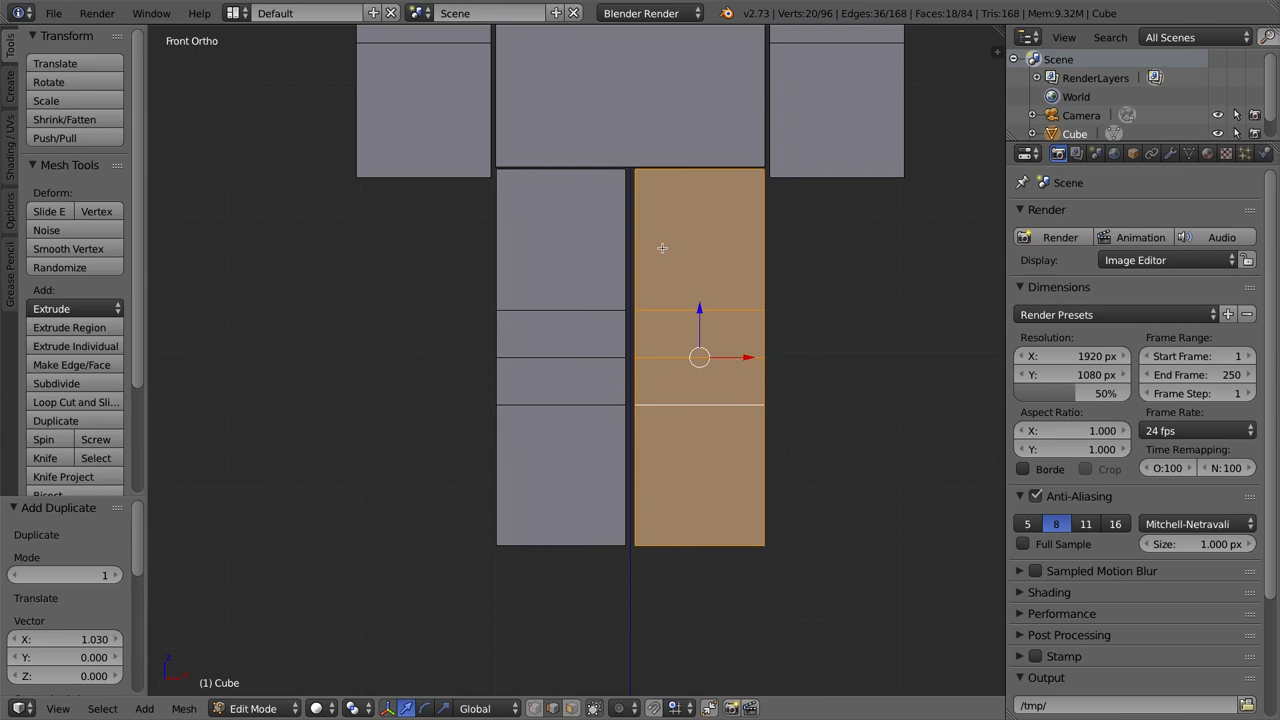 File Render Window Help Default Scene Blender Render v2.73 | Verts:20/96 | Edges:36/168 | Faces:18/84 | Tris:168 | Mem:9.32M | Cube
Tools
Create
Shading / UVs
Options
Grease Pencil
Transform
Translate
Rotate
Scale
Shrink/Fatten
Push/Pull
Mesh Tools
Deform:
Slide E Vertex
Noise
Smooth Vertex
Randomize
Add:
Extrude
Extrude Region
Extrude Individual
Make Edge/Face
Subdivide
Loop Cut and Sli...
Duplicate
Spin Screw
Knife Select
Knife Project
Bisect
Add Duplicate
Duplicate
Mode
1
Translate
Vector
X: 1.030
Y: 0.000
Z: 0.000
Front Ortho
z
(1) Cube
View Select Add Mesh Edit Mode Global
View Search All Scenes
Scene
RenderLayers
World
Camera
Cube
Scene
Render
Render Animation Audio
Display: Image Editor
Dimensions
Render Presets
Resolution: Frame Range:
X: 1920 px Start Frame: 1
Y: 1080 px End Frame: 250
50% Frame Step: 1
Aspect Ratio: Frame Rate:
X: 1.000 24 fps
Y: 1.000 Time Remapping:
Borde Crop O:100 N:100
Anti-Aliasing
5 8 11 16 Mitchell-Netravali
Full Sample Size: 1.000 px
Sampled Motion Blur
Shading
Performance
Post Processing
Stamp
Output
/tmp/